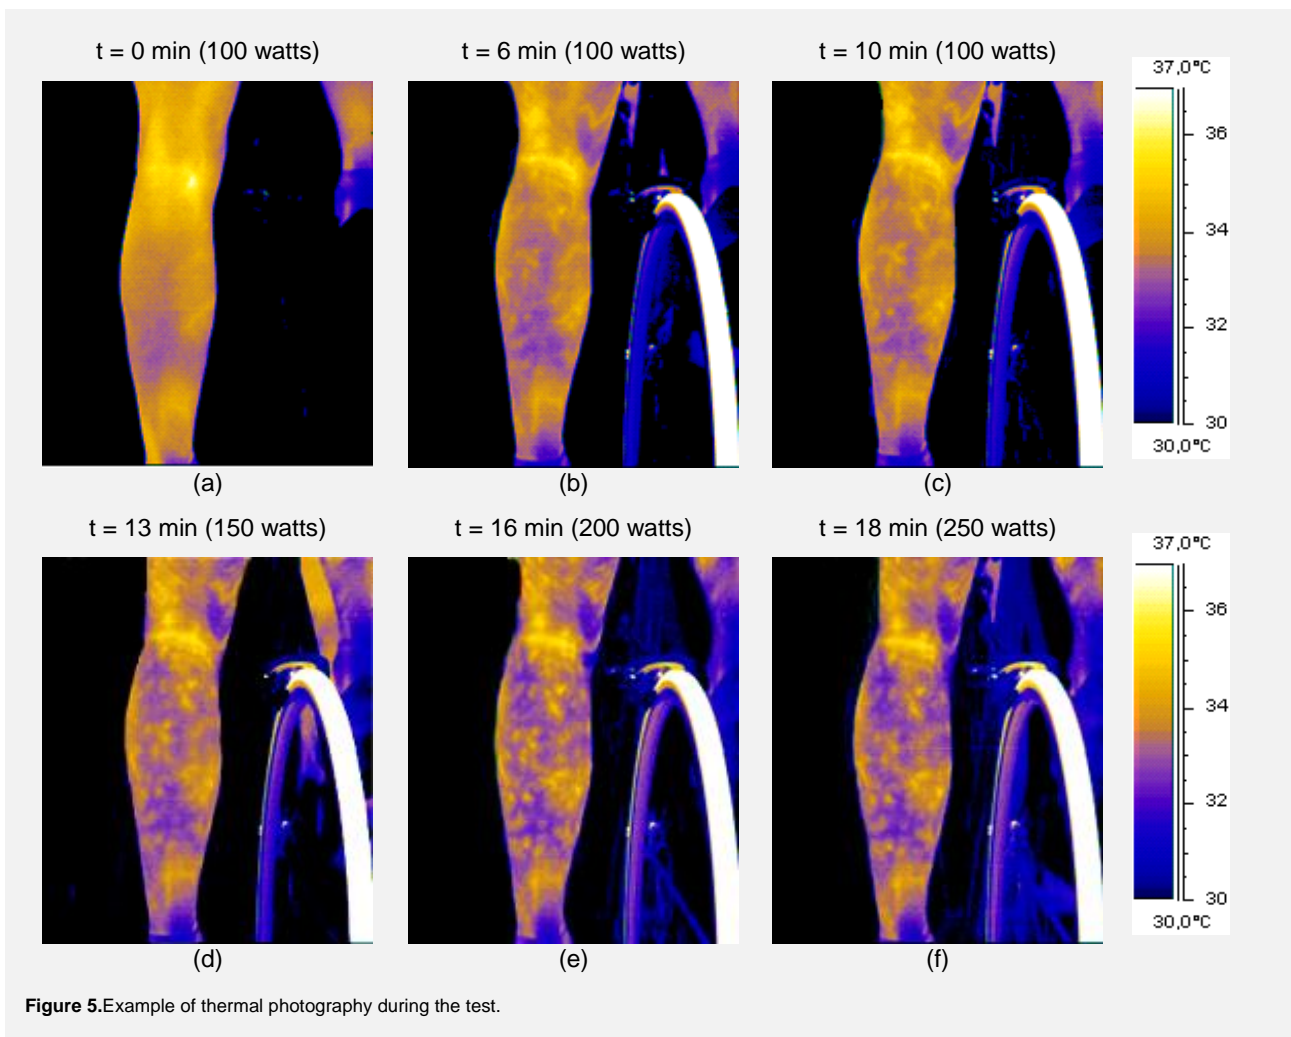 t = 0 min (100 watts)
t = 6 min (100 watts)
t = 10 min (100 watts)
37,0°C
36
34
32
30
30,0°C
(a)
(b)
(c)
t = 13 min (150 watts)
t = 16 min (200 watts)
t = 18 min (250 watts)
37,0°C
36
34
32
30
30,0°C
(d)
(e)
(f)
Figure 5.Example of thermal photography during the test.